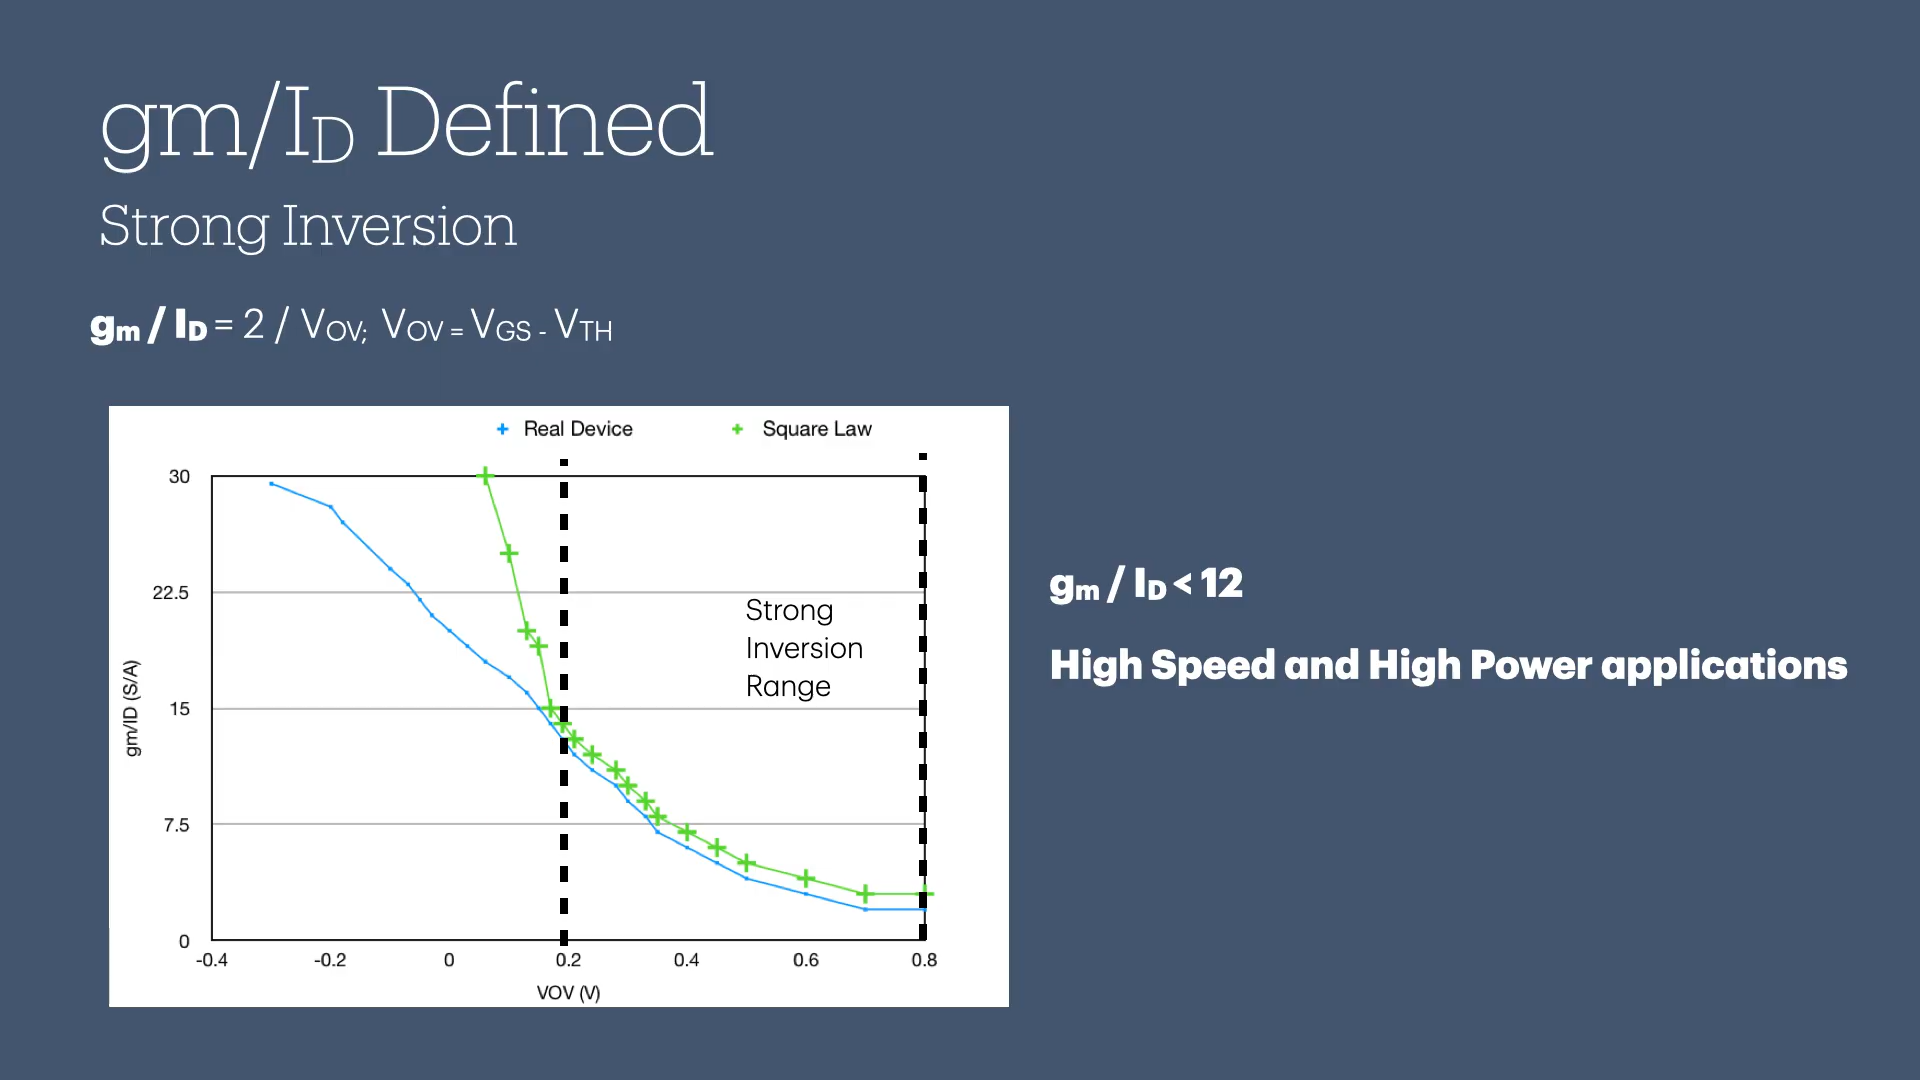 gm/ID Defined
Strong Inversion
gm / ID = 2 / VOV; VOV = VGS - VTH
Real Device
Square Law
30
22.5
15
7.5
0
gm/ID (S/A)
Strong
Inversion
Range
-0.4
-0.2
0
0.2
0.4
0.6
0.8
VOV (V)
gm / ID < 12
High Speed and High Power applications